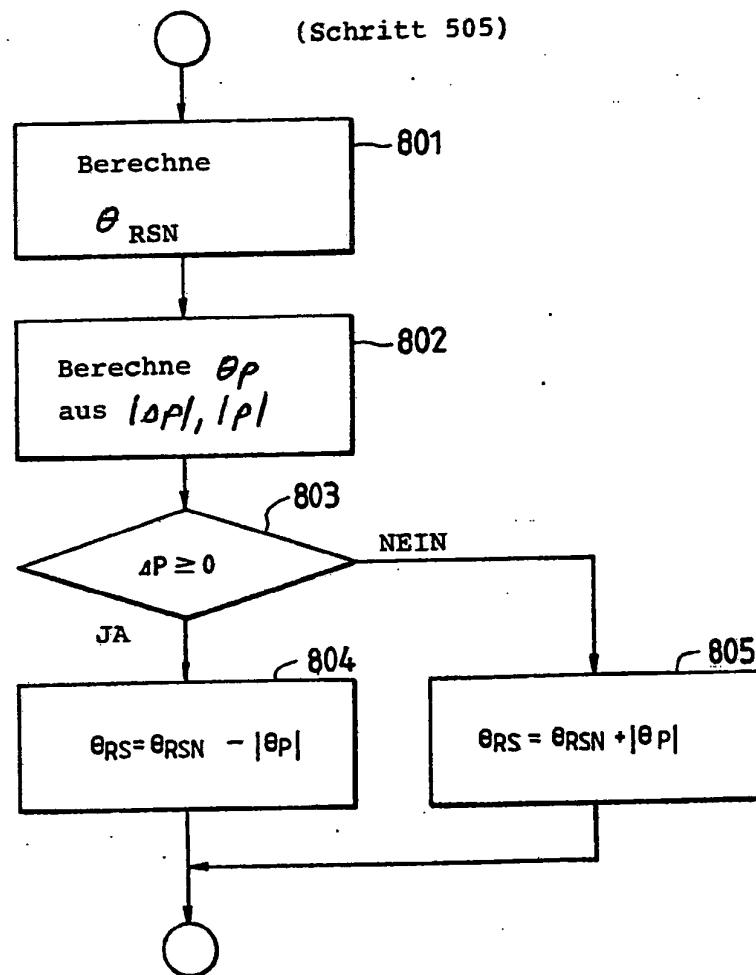 (Schritt 505)
801
Berechne
θ RSN
802
Berechne θP
aus |ΔP|, |P|
803
ΔP ≥ 0
NEIN
JA
804
θRS = θRSN - |θP|
805
θRS = θRSN + |θP|